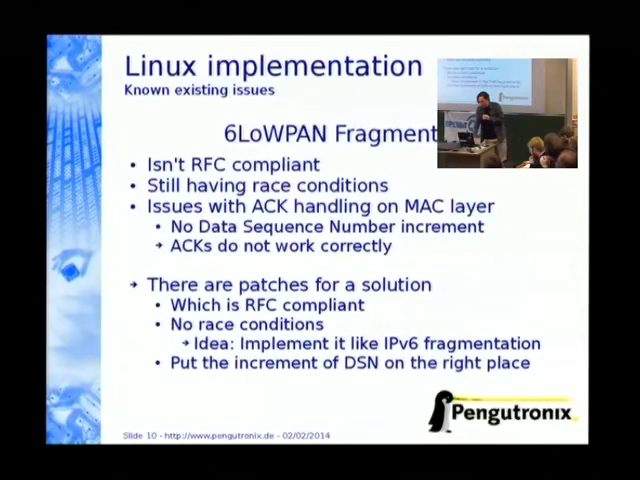 Linux implementation
Known existing issues
6LoWPAN Fragment
• Isn't RFC compliant
• Still having race conditions
• Issues with ACK handling on MAC layer
• No Data Sequence Number increment
→ ACKs do not work correctly
→ There are patches for a solution
• Which is RFC compliant
• No race conditions
→ Idea: Implement it like IPv6 fragmentation
• Put the increment of DSN on the right place
Pengutronix
Slide 10 - http://www.pengutronix.de - 02/02/2014